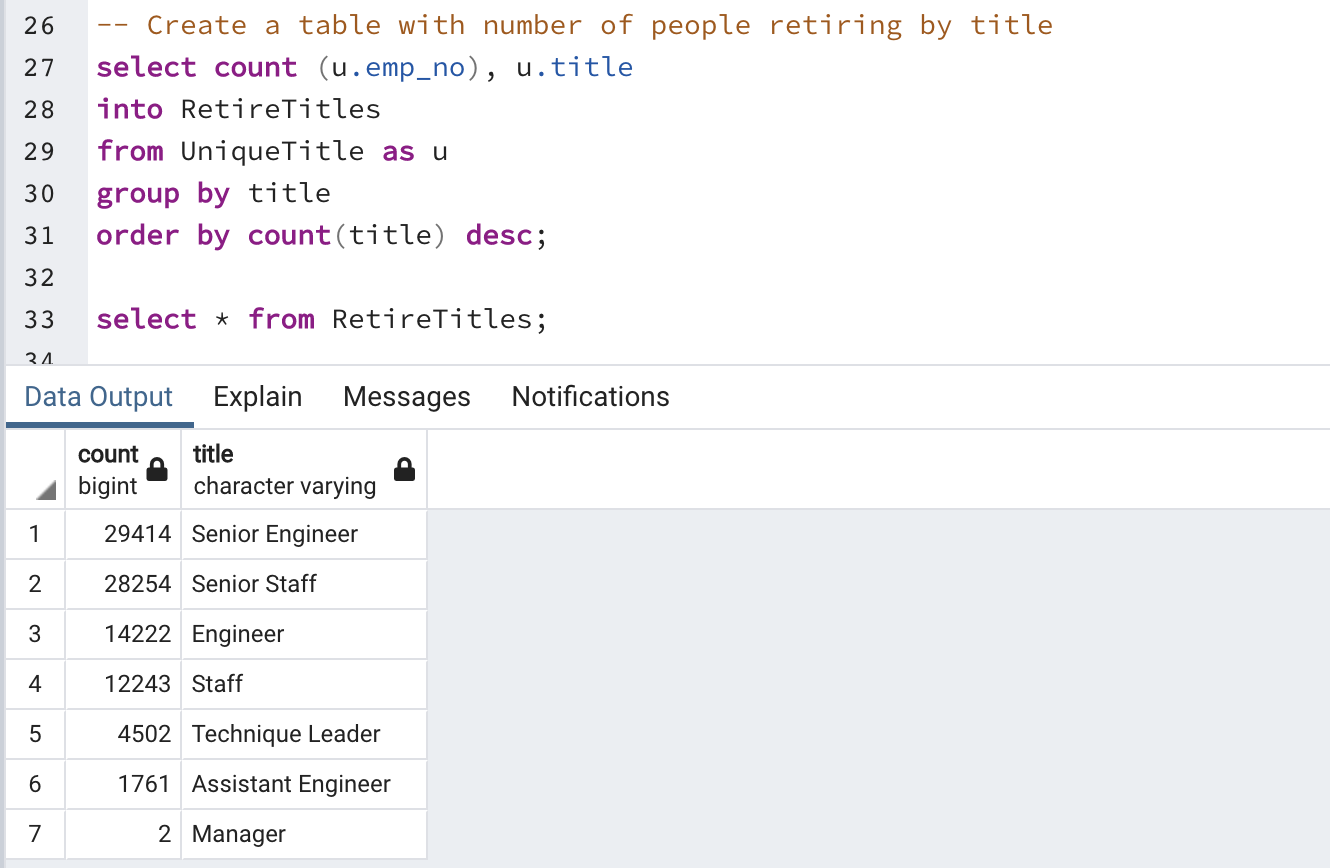 26 -- Create a table with number of people retiring by title
27 select count (u.emp_no), u.title
28 into RetireTitles
29 from UniqueTitle as u
30 group by title
31 order by count(title) desc;
32
33 select * from RetireTitles;
34
Data Output Explain Messages Notifications
count title
bigint character varying
1 29414 Senior Engineer
2 28254 Senior Staff
3 14222 Engineer
4 12243 Staff
5 4502 Technique Leader
6 1761 Assistant Engineer
7 2 Manager